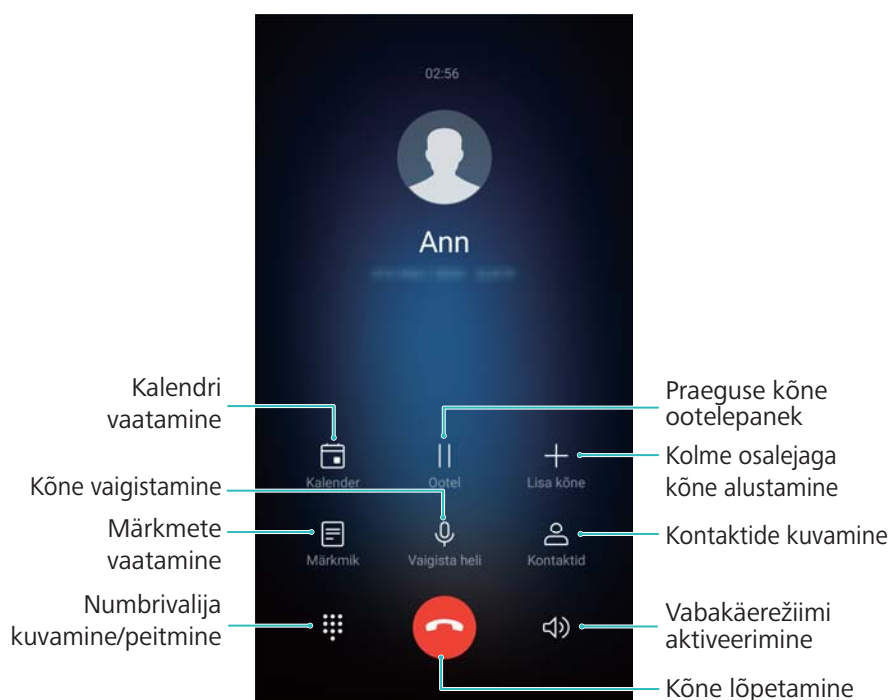 02:56
Ann
Kalendri
vaatamine
Praeguse kõne
ootelepanek
Kalender
Ootel
Lisa kõne
Kolme osalejaga
kõne alustamine
Kõne vaigistamine
Märkmete
vaatamine
Märkmik
Vaigista heli
Kontaktid
Kontaktide kuvamine
Numbrivalija
kuvamine/peitmine
Vabakäerežiimi
aktiveerimine
Kõne lõpetamine